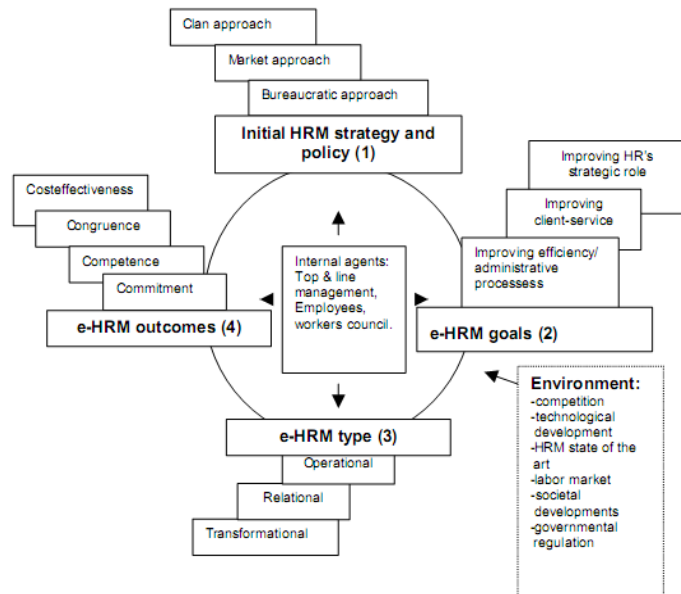 Clan approach
Market approach
Bureaucratic approach
Initial HRM strategy and
policy (1)
Improving HR's
strategic role
Improving
client-service
Improving efficiency/
administrative
processess
e-HRM goals (2)
Costeffectiveness
Congruence
Competence
Commitment
e-HRM outcomes (4)
Internal agents:
Top & line
management,
Employees,
workers council.
Environment:
-competition
-technological
development
-HRM state of the
art
-labor market
-societal
developments
-governmental
regulation
e-HRM type (3)
Operational
Relational
Transformational